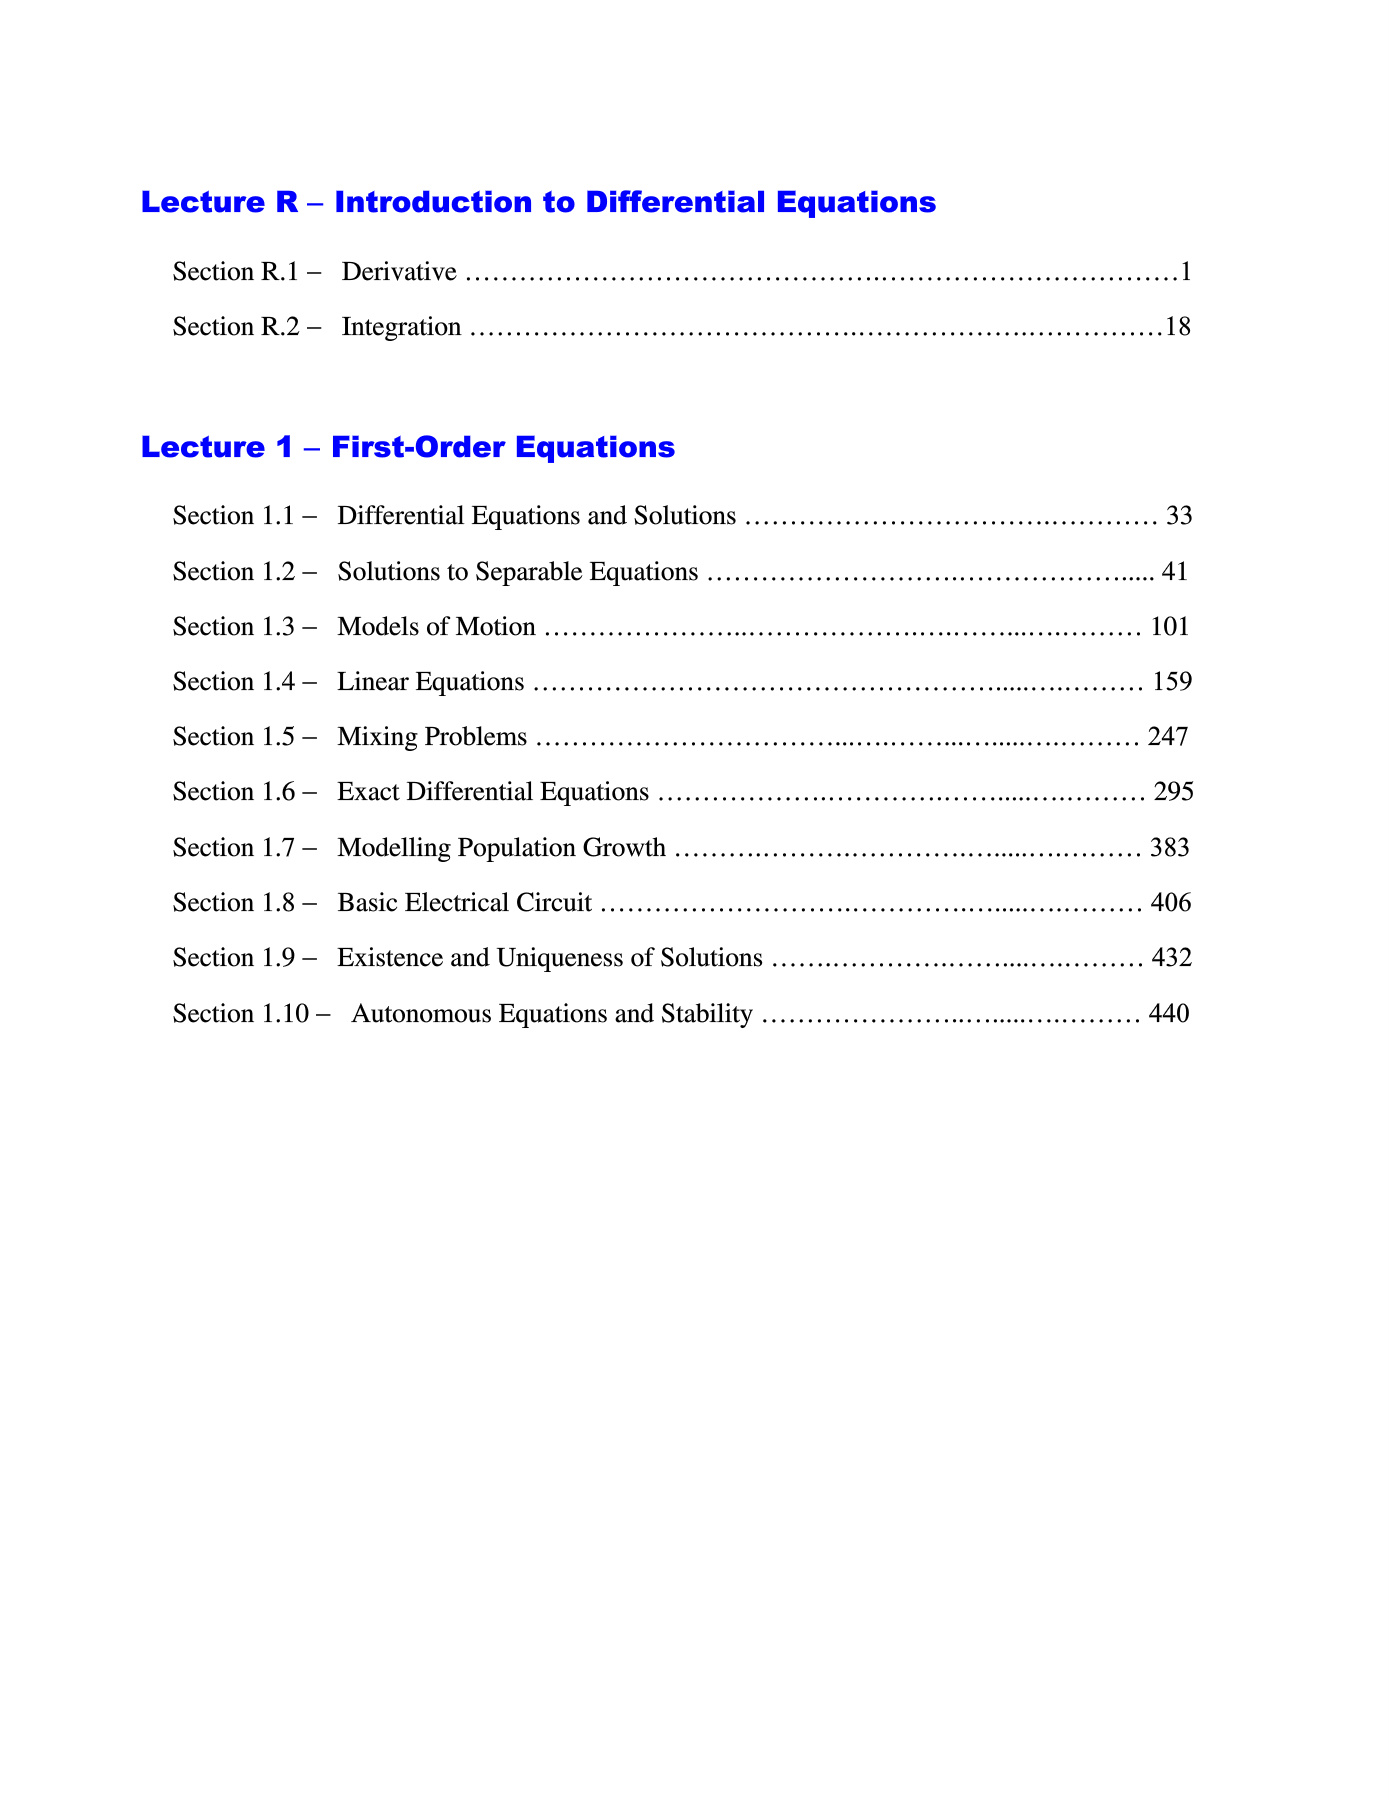 Lecture R – Introduction to Differential Equations
Section R.1 – Derivative ……………………………………….……………………………1
Section R.2 – Integration …………………………………….……………….……………18
Lecture 1 – First-Order Equations
Section 1.1 – Differential Equations and Solutions …………………………….………… 33
Section 1.2 – Solutions to Separable Equations ……………………….………………..... 41
Section 1.3 – Models of Motion …………………..……………….….……...….……… 101
Section 1.4 – Linear Equations …………………………………………….....….……… 159
Section 1.5 – Mixing Problems ……………………………...….……...….....….……… 247
Section 1.6 – Exact Differential Equations ……………….………….…….....….……… 295
Section 1.7 – Modelling Population Growth ……….……….………….….....….……… 383
Section 1.8 – Basic Electrical Circuit ……………………….………….….....….……… 406
Section 1.9 – Existence and Uniqueness of Solutions …….………….……....….……… 432
Section 1.10 – Autonomous Equations and Stability …………………..….....….……… 440